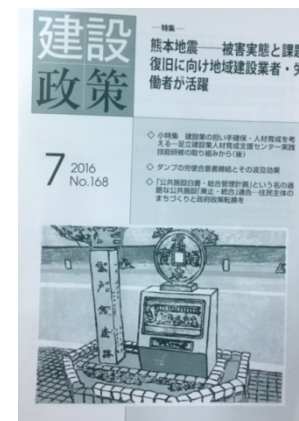 建設
政策
―特集―
熊本地震――被害実態と課題
復旧に向け地域建設業者・労
働者が活躍
◇ 小特集 建設業の担い手確保・人材育成を考
える―足立建設業人材育成支援センター実践
技能研修の取り組みから(後)
◇ ダンプの労使合意書締結とその波及効果
◇「公共施設白書・総合管理計画」という名の過
酷な公共施設「廃止・統合」通告…住民主体の
まちづくりと政府政策転換を
7 2016
No.168